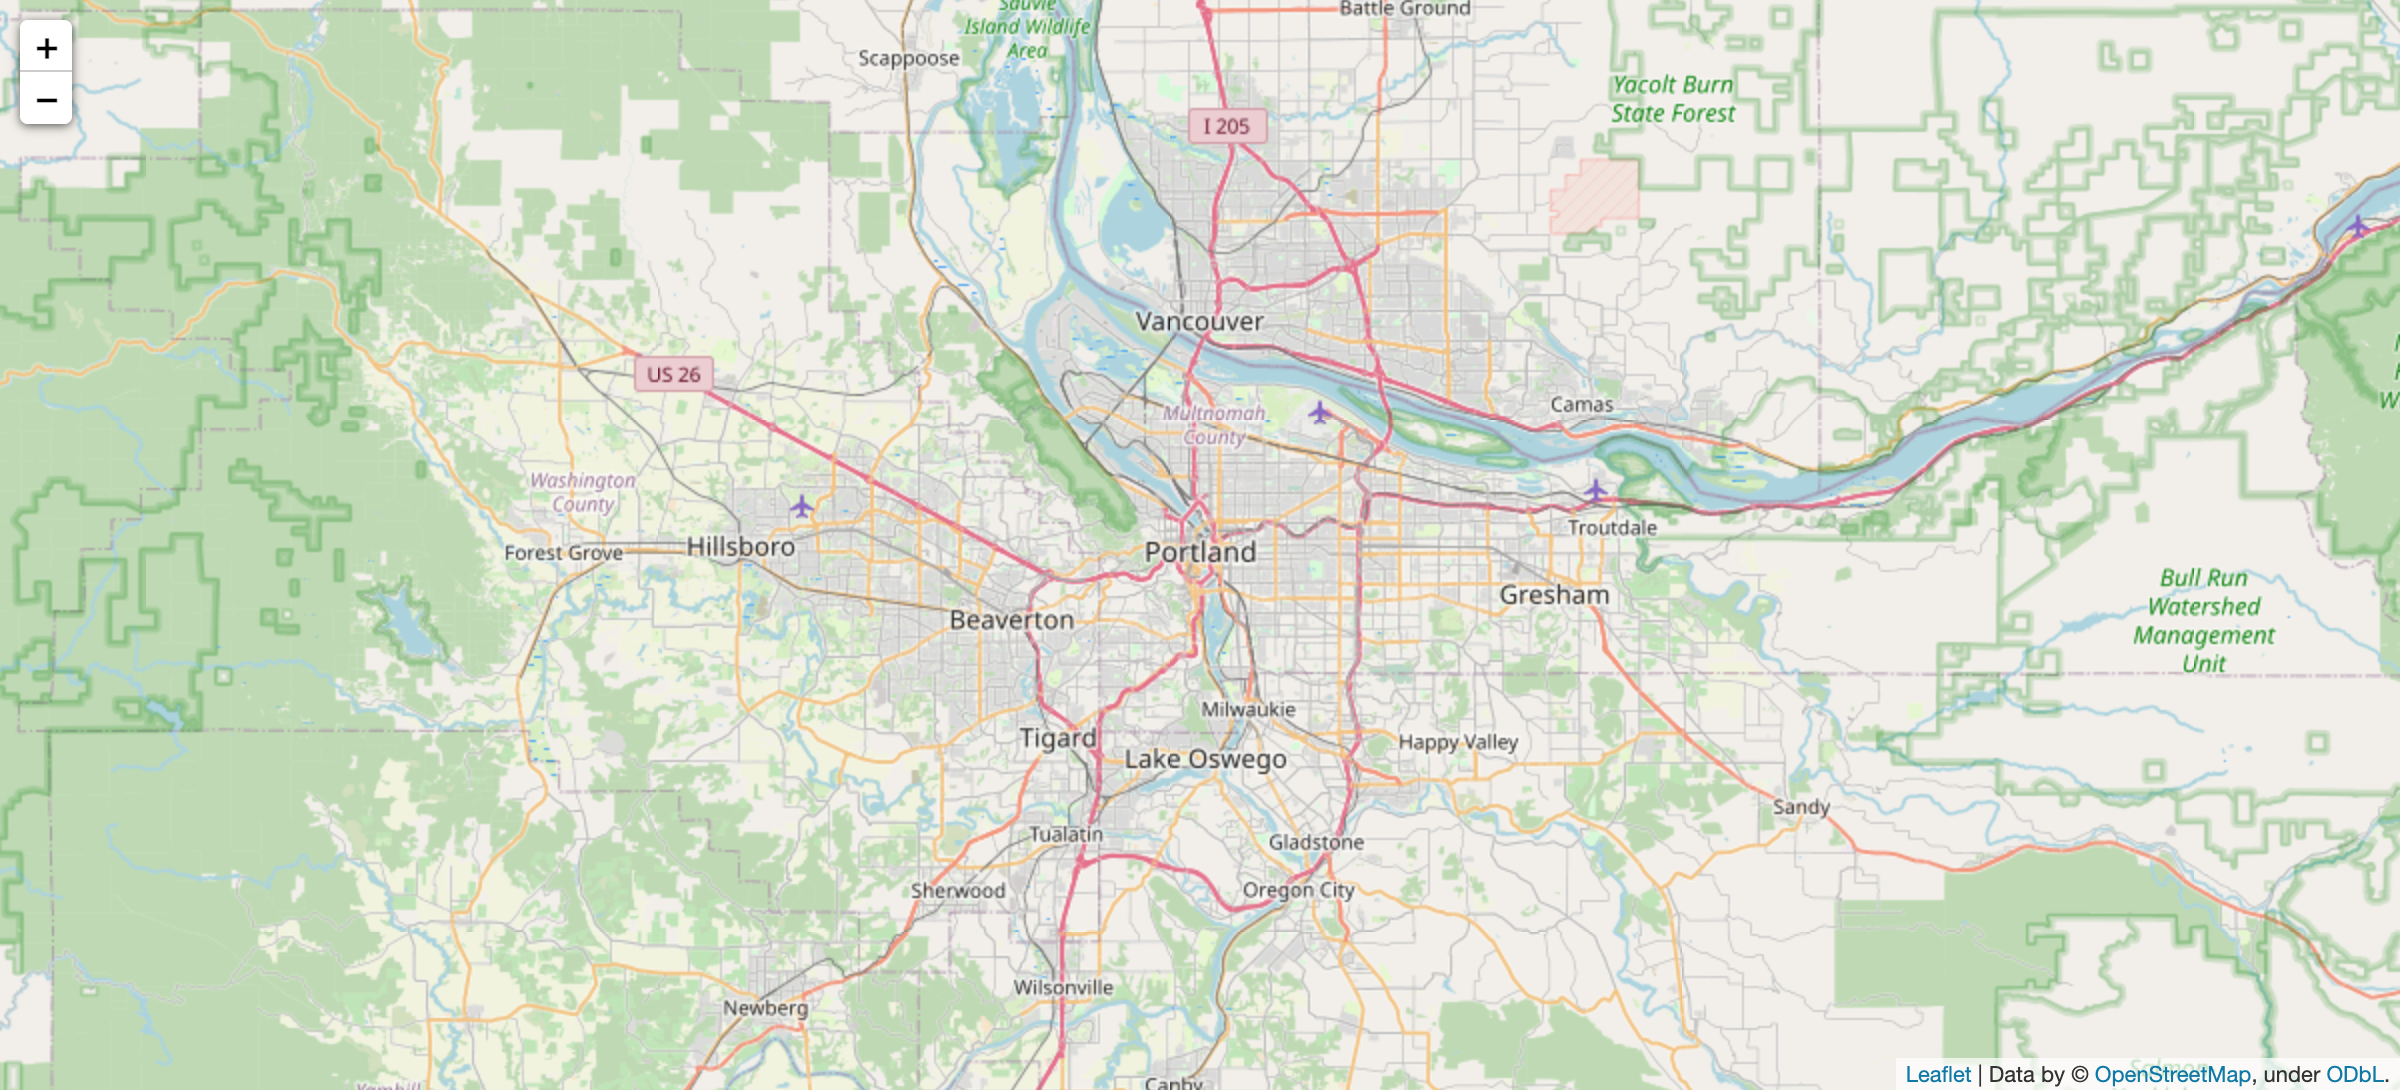 +
−
Sauvie
Island Wildlife
Area
Battle Ground
Scappoose
Yacolt Burn
State Forest
I 205
Vancouver
US 26
Multnomah
County
Camas
Washington
County
Troutdale
Forest Grove
Hillsboro
Portland
Gresham
Bull Run
Watershed
Management
Unit
Beaverton
Milwaukie
Tigard
Happy Valley
Lake Oswego
Sandy
Tualatin
Gladstone
Sherwood
Oregon City
Wilsonville
Newberg
Canby
Yamhill
Salmon
Leaflet | Data by © OpenStreetMap, under ODbL.